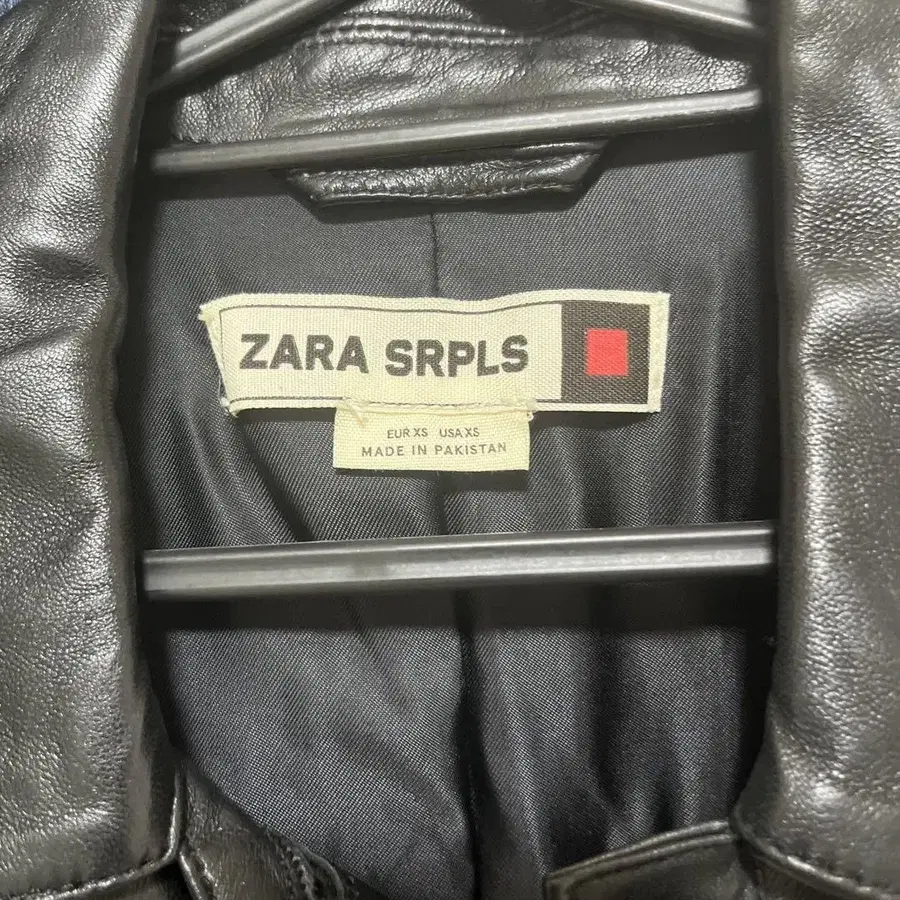 ZARA SRPLS
EUR XS USA XS
MADE IN PAKISTAN